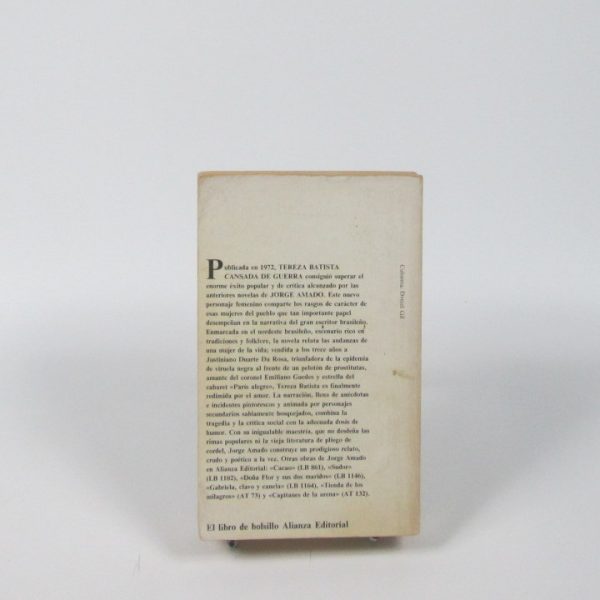 Publicada en 1972, TEREZA BATISTA
CANSADA DE GUERRA consiguió superar el
enorme éxito popular y de crítica alcanzado por las
anteriores novelas de JORGE AMADO. Este nuevo
personaje femenino comparte los rasgos de carácter de
esas mujeres del pueblo que tan importante papel
desempeñan en la narrativa del gran escritor brasileño.
Enmarcada en el nordeste brasileño, escenario rico en
tradiciones y folklore, la novela relata las andanzas de
una mujer de la vida; vendida a los trece años a
Justiniano Duarte Da Rosa, triunfadora de la epidemia
de viruela negra al frente de un pelotón de prostitutas,
amante del coronel Emiliano Guedes y estrella del
cabaret «París alegre», Tereza Batista es finalmente
redimida por el amor. La narración, llena de anécdotas
e incidentes pintorescos y animada por personajes
secundarios sabiamente bosquejados, combina la
tragedia y la crítica social con la adecuada dosis de
humor. Con su inigualable maestría, que no desdeña las
rimas populares ni la vieja literatura de pliego de
cordel, Jorge Amado construye un prodigioso relato,
crudo y poético a la vez. Otras obras de Jorge Amado
en Alianza Editorial: «Cacao» (LB 861), «Sudor»
(LB 1102), «Doña Flor y sus dos maridos» (LB 1146),
«Gabriela, clavo y canela» (LB 1164), «Tienda de los
milagros» (AT 73) y «Capitanes de la arena» (AT 132).
El libro de bolsillo Alianza Editorial
Cubierta: Daniel Gil